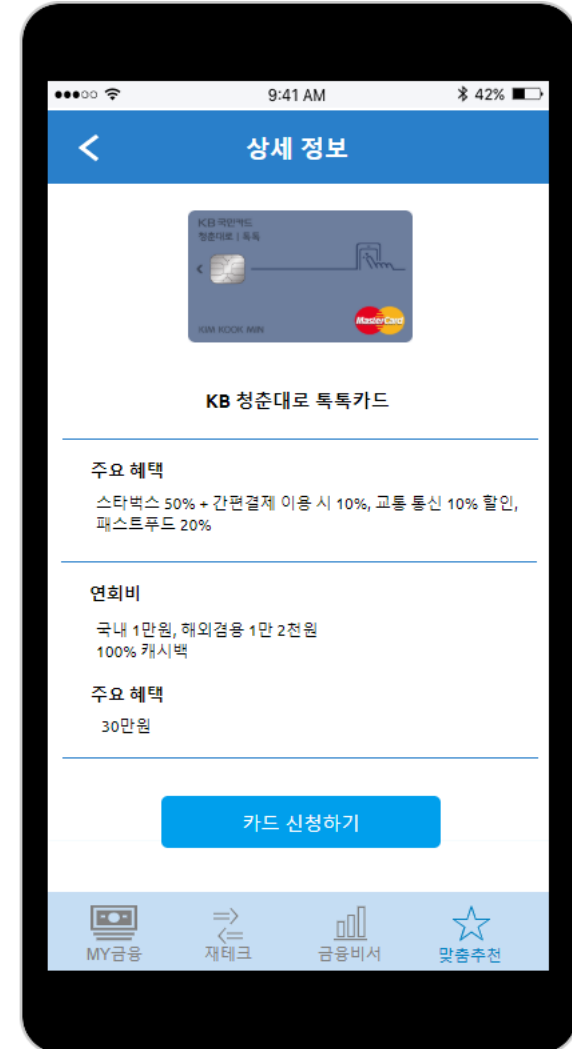 9:41 AM
42%
상세 정보
KB 국민카드
청춘대로 | 톡톡
KIM KOOK MIN
MasterCard
KB 청춘대로 톡톡카드
주요 혜택
스타벅스 50% + 간편결제 이용 시 10%, 교통 통신 10% 할인,
패스트푸드 20%
연회비
국내 1만원, 해외겸용 1만 2천원
100% 캐시백
주요 혜택
30만원
카드 신청하기
MY금융 재테크 금융비서 맞춤추천